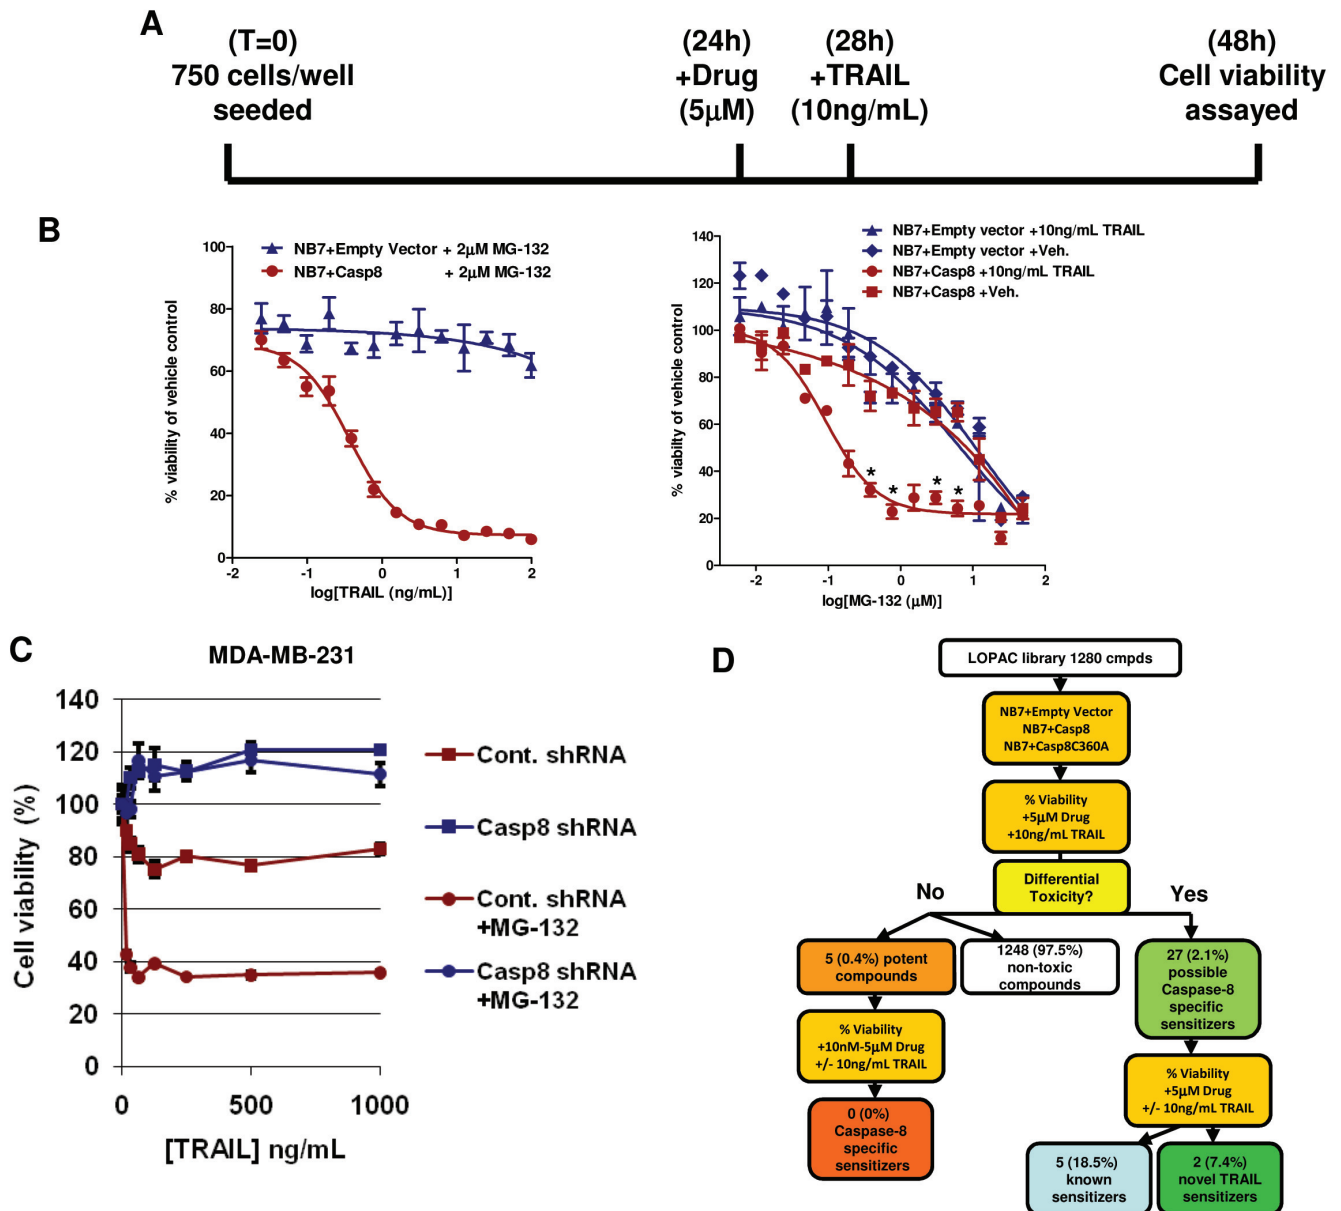 A
(T=0)
750 cells/well
seeded
(24h)
+Drug
(5μM)
(28h)
+TRAIL
(10ng/mL)
(48h)
Cell viability
assayed
B
NB7+Empty Vector + 2μM MG-132
NB7+Casp8 + 2μM MG-132
100
80
60
40
20
0
% viability of vehicle control
-2
-1
0
1
2
log[TRAIL (ng/mL)]
NB7+Empty vector +10ng/mL TRAIL
NB7+Empty vector +Veh.
NB7+Casp8 +10ng/mL TRAIL
NB7+Casp8 +Veh.
140
120
100
80
60
40
20
0
% viabilty of vehicle control
* * * *
-2
-1
0
1
2
log[MG-132 (μM)]
C
MDA-MB-231
140
120
100
80
60
40
20
0
Cell viability (%)
0
500
1000
[TRAIL] ng/mL
Cont. shRNA
Casp8 shRNA
Cont. shRNA
+MG-132
Casp8 shRNA
+MG-132
D
LOPAC library 1280 cmpds
NB7+Empty Vector
NB7+Casp8
NB7+Casp8C360A
% Viability
+5μM Drug
+10ng/mL TRAIL
Differential
Toxicity?
No
Yes
5 (0.4%) potent
compounds
1248 (97.5%)
non-toxic
compounds
27 (2.1%)
possible
Caspase-8
specific
sensitizers
% Viability
+10nM-5μM Drug
+/- 10ng/mL TRAIL
% Viability
+5μM Drug
+/- 10ng/mL TRAIL
0 (0%)
Caspase-8
specific
sensitizers
5 (18.5%)
known
sensitizers
2 (7.4%)
novel TRAIL
sensitizers